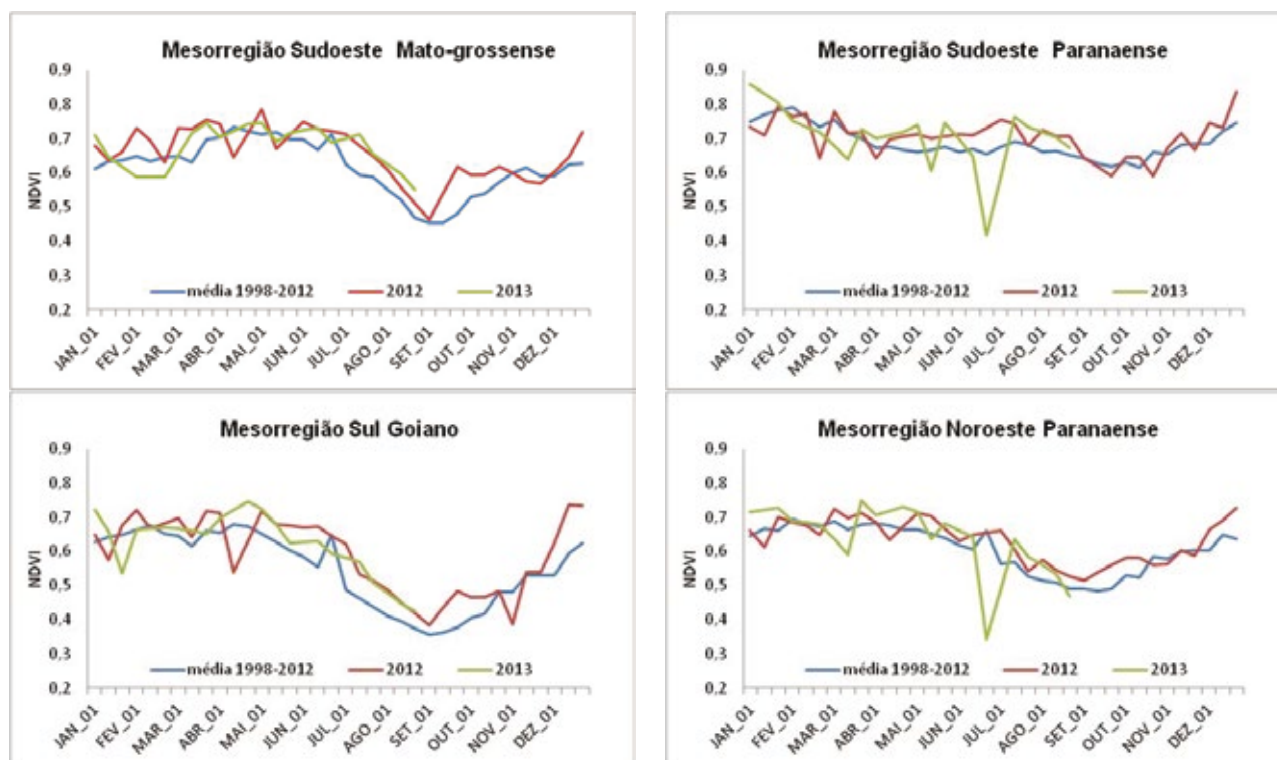 Mesorregião Sudoeste Mato-grossense
0,9
0,8
0,7
0,6
0,5
0,4
0,3
0,2
NDVI
média 1998-2012 2012 2013
JAN_01 FEV_01 MAR_01 ABR_01 MAI_01 JUN_01 JUL_01 AGO_01 SET_01 OUT_01 NOV_01 DEZ_01
Mesorregião Sudoeste Paranaense
0,9
0,8
0,7
0,6
0,5
0,4
0,3
0,2
NDVI
média 1998-2012 2012 2013
JAN_01 FEV_01 MAR_01 ABR_01 MAI_01 JUN_01 JUL_01 AGO_01 SET_01 OUT_01 NOV_01 DEZ_01
Mesorregião Sul Goiano
0,9
0,8
0,7
0,6
0,5
0,4
0,3
0,2
NDVI
média 1998-2012 2012 2013
JAN_01 FEV_01 MAR_01 ABR_01 MAI_01 JUN_01 JUL_01 AGO_01 SET_01 OUT_01 NOV_01 DEZ_01
Mesorregião Noroeste Paranaense
0,9
0,8
0,7
0,6
0,5
0,4
0,3
0,2
NDVI
média 1998-2012 2012 2013
JAN_01 FEV_01 MAR_01 ABR_01 MAI_01 JUN_01 JUL_01 AGO_01 SET_01 OUT_01 NOV_01 DEZ_01